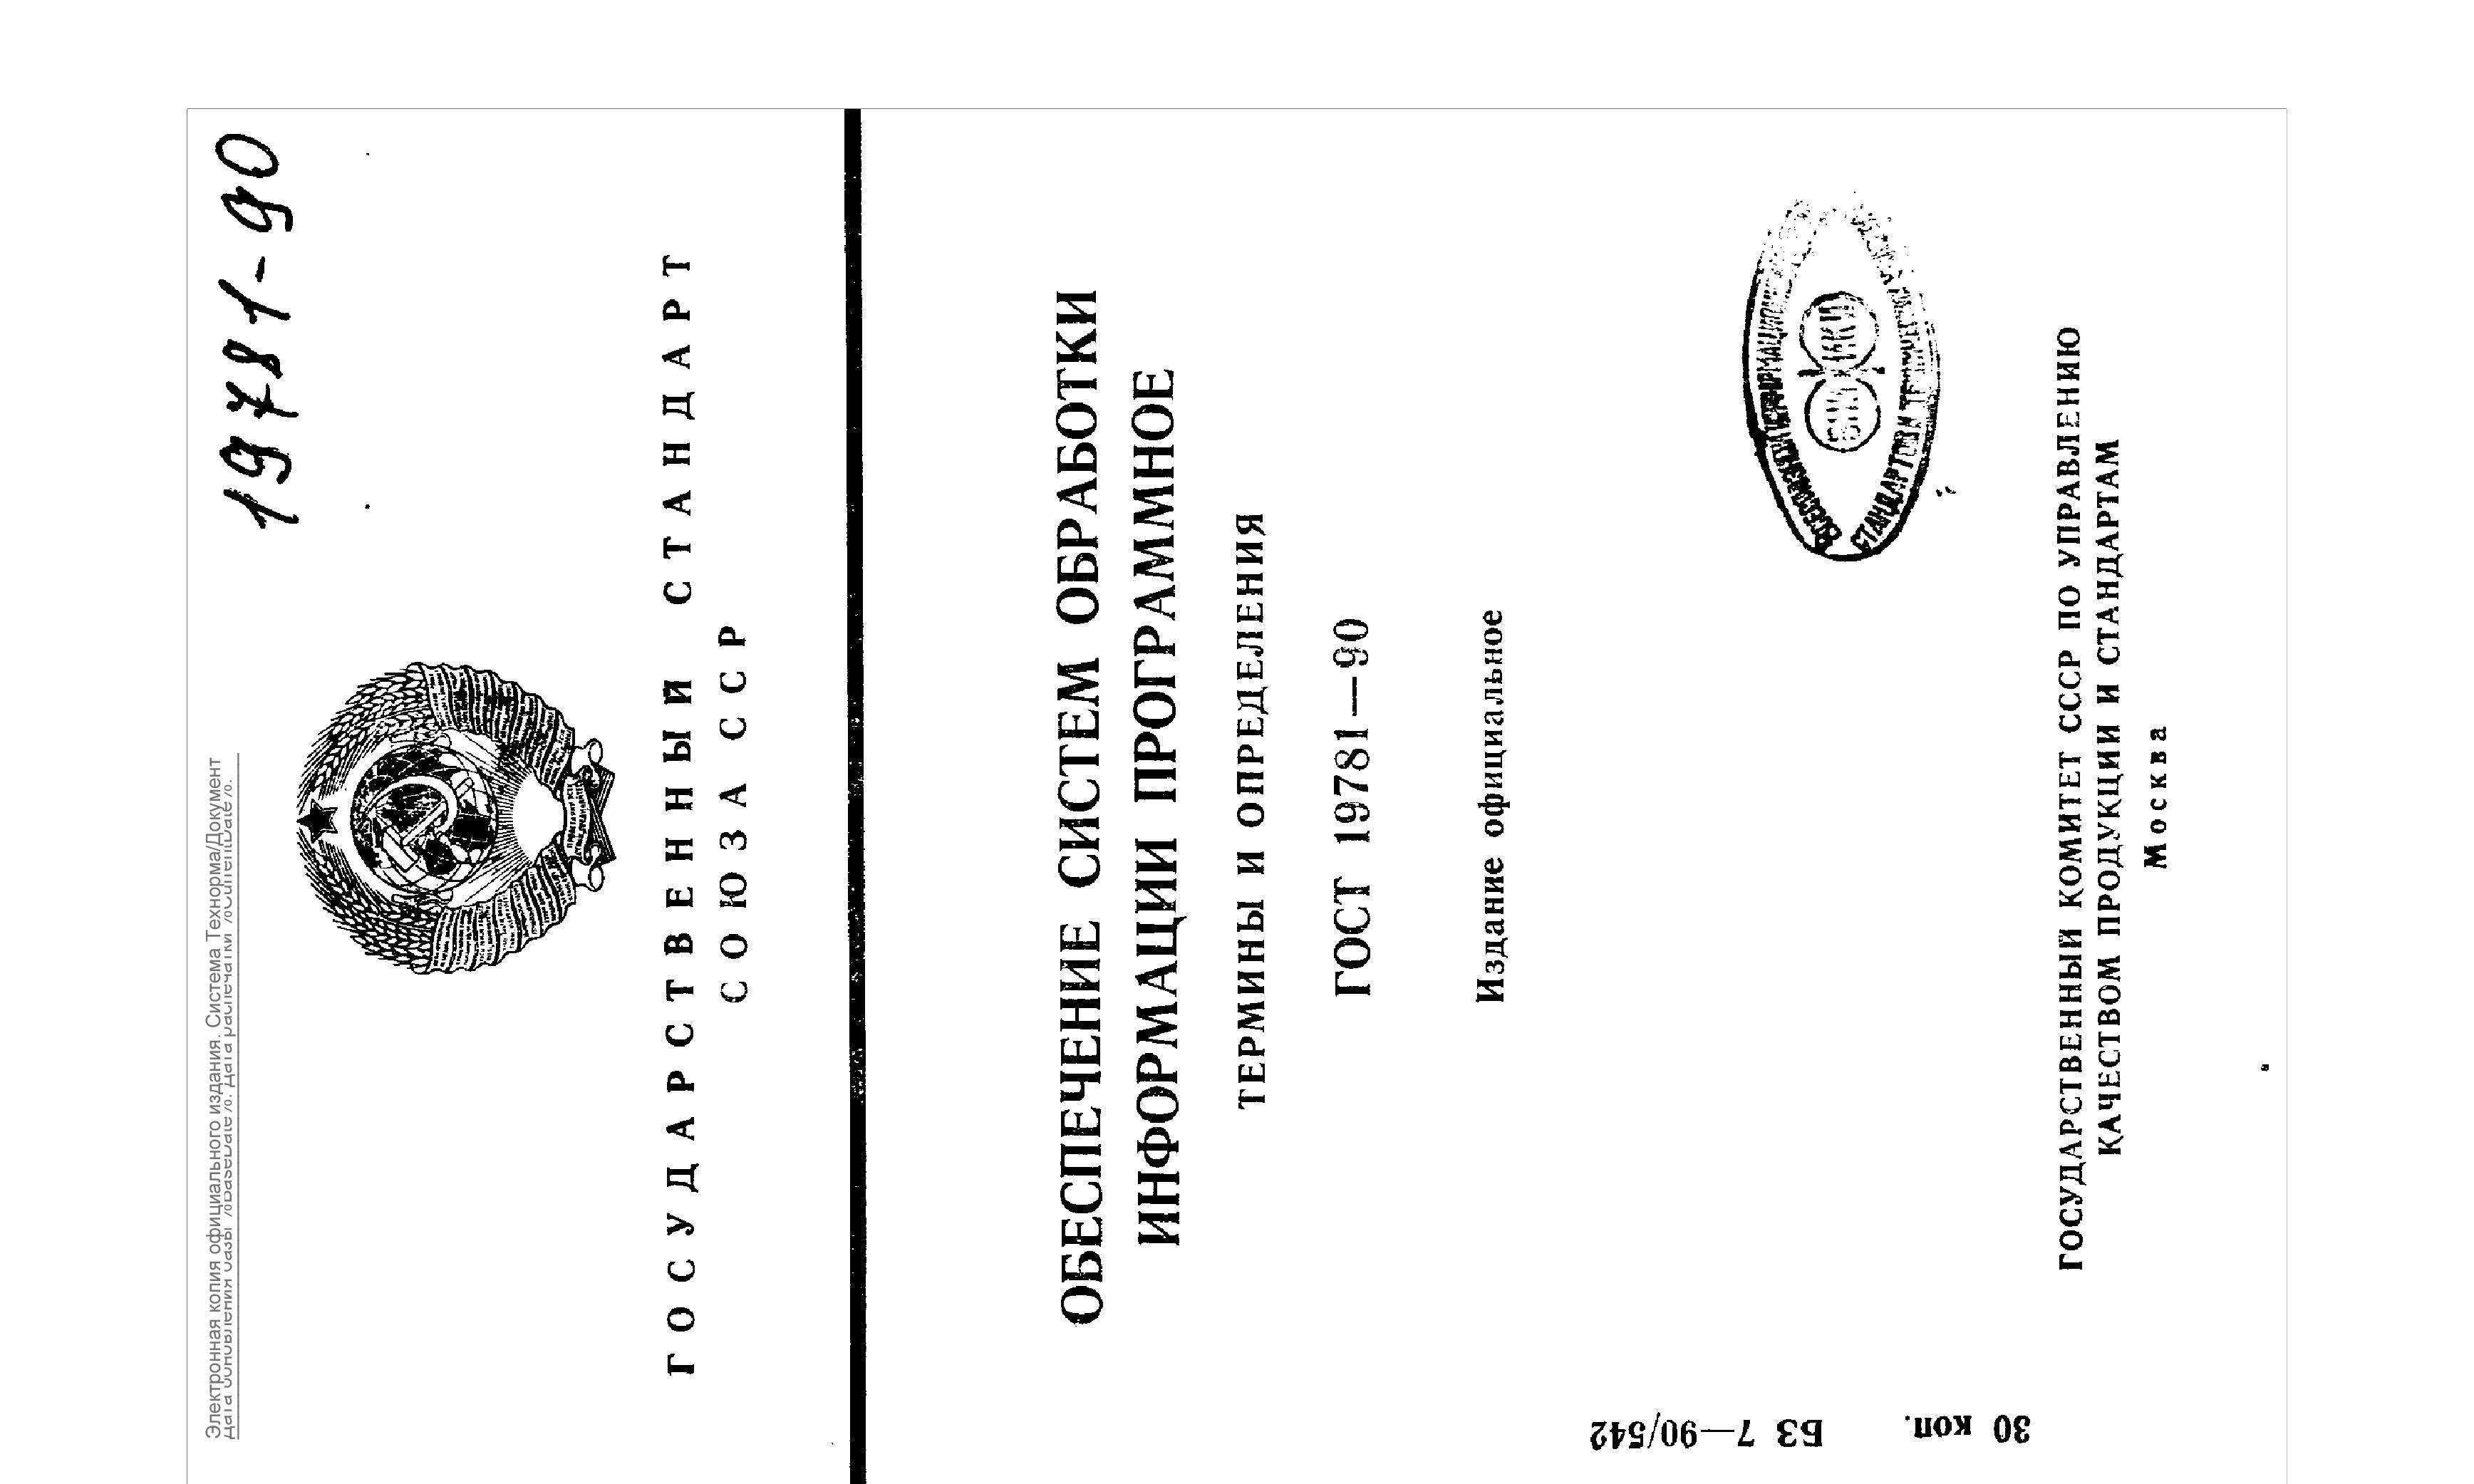 Электронная копия официального издания. Система Технорма/Документ
Дата обновления базы %BaseDate%. Дата распечатки %CurrentDate%.
19781-90
ГОСУДАРСТВЕННЫЙ СТАНДАРТ
СОЮЗА ССР
ОБЕСПЕЧЕНИЕ СИСТЕМ ОБРАБОТКИ
ИНФОРМАЦИИ ПРОГРАММНОЕ
ТЕРМИНЫ И ОПРЕДЕЛЕНИЯ
ГОСТ 19781—90
Издание официальное
СТАНДАРТОВ И
БЗ 7—90/542
30 коп.
ГОСУДАРСТВЕННЫЙ КОМИТЕТ СССР ПО УПРАВЛЕНИЮ
КАЧЕСТВОМ ПРОДУКЦИИ И СТАНДАРТАМ
Москва